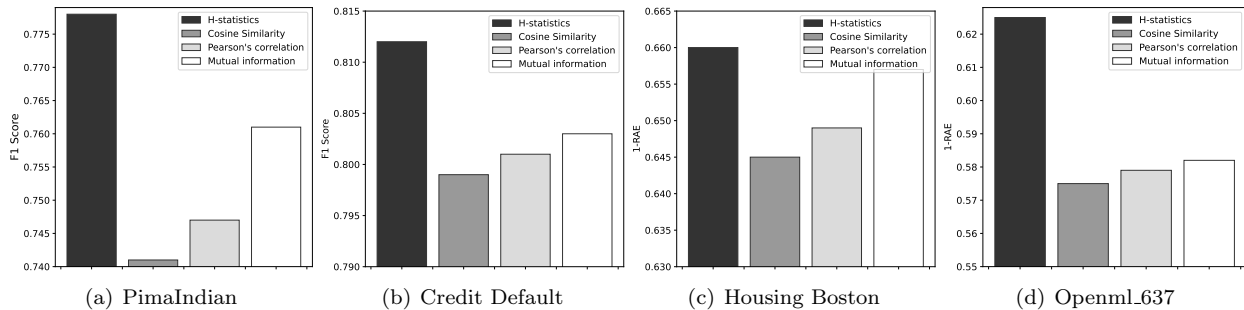 F1 Score
0.775
0.770
0.765
0.760
0.755
0.750
0.745
0.740
H-statistics
Cosine Similarity
Pearson's correlation
Mutual information
(a) PimaIndian
F1 Score
0.815
0.810
0.805
0.800
0.795
0.790
H-statistics
Cosine Similarity
Pearson's correlation
Mutual information
(b) Credit Default
1-RAE
0.665
0.660
0.655
0.650
0.645
0.640
0.635
0.630
H-statistics
Cosine Similarity
Pearson's correlation
Mutual information
(c) Housing Boston
1-RAE
0.62
0.61
0.60
0.59
0.58
0.57
0.56
0.55
H-statistics
Cosine Similarity
Pearson's correlation
Mutual information
(d) Openml_637